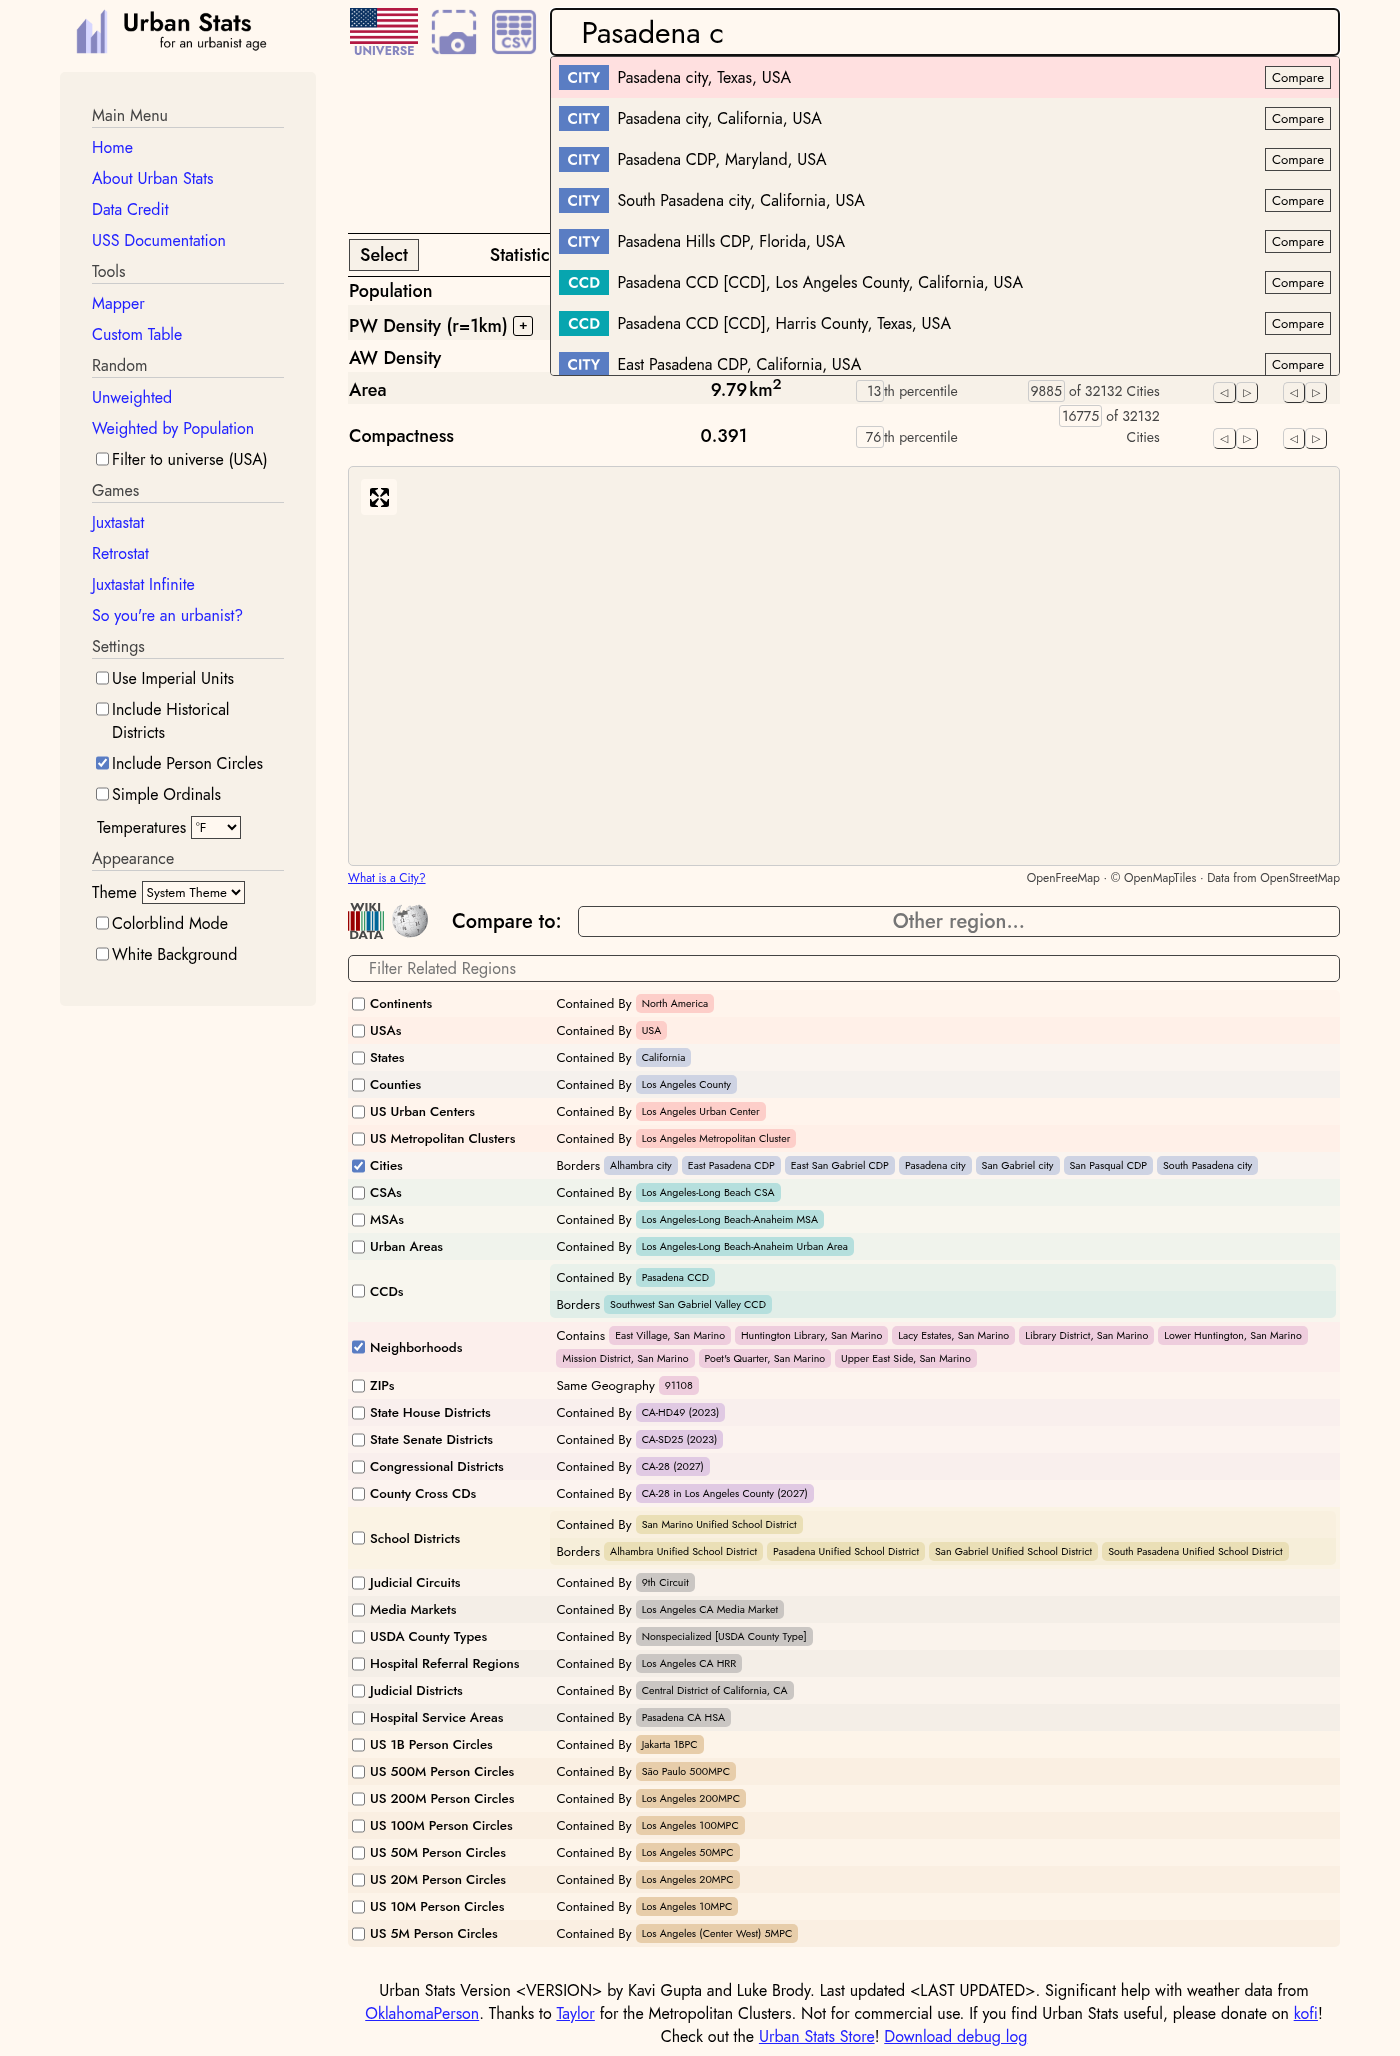 Urban Stats
for an urbanist age
UNIVERSE
CSV
Pasadena c
CITY Pasadena city, Texas, USA Compare
CITY Pasadena city, California, USA Compare
CITY Pasadena CDP, Maryland, USA Compare
CITY South Pasadena city, California, USA Compare
CITY Pasadena Hills CDP, Florida, USA Compare
CCD Pasadena CCD [CCD], Los Angeles County, California, USA Compare
CCD Pasadena CCD [CCD], Harris County, Texas, USA Compare
CITY East Pasadena CDP, California, USA Compare
Main Menu
Home
About Urban Stats
Data Credit
USS Documentation
Tools
Mapper
Custom Table
Random
Unweighted
Weighted by Population
Filter to universe (USA)
Games
Juxtastat
Retrostat
Juxtastat Infinite
So you're an urbanist?
Settings
Use Imperial Units
Include Historical
Districts
Include Person Circles
Simple Ordinals
Temperatures °F
Appearance
Theme System Theme
Colorblind Mode
White Background
Select Statistic
Population
PW Density (r=1km) +
AW Density
Area 9.79 km² 13th percentile 9885 of 32132 Cities
Compactness 0.391 76th percentile 16775 of 32132
Cities
What is a City? OpenFreeMap · © OpenMapTiles · Data from OpenStreetMap
WIKI
DATA
Compare to: Other region...
Filter Related Regions
Continents Contained By North America
USAs Contained By USA
States Contained By California
Counties Contained By Los Angeles County
US Urban Centers Contained By Los Angeles Urban Center
US Metropolitan Clusters Contained By Los Angeles Metropolitan Cluster
Cities Borders Alhambra city East Pasadena CDP East San Gabriel CDP Pasadena city San Gabriel city San Pasqual CDP South Pasadena city
CSAs Contained By Los Angeles-Long Beach CSA
MSAs Contained By Los Angeles-Long Beach-Anaheim MSA
Urban Areas Contained By Los Angeles-Long Beach-Anaheim Urban Area
CCDs Contained By Pasadena CCD
Borders Southwest San Gabriel Valley CCD
Neighborhoods Contains East Village, San Marino Huntington Library, San Marino Lacy Estates, San Marino Library District, San Marino Lower Huntington, San Marino
Mission District, San Marino Poet's Quarter, San Marino Upper East Side, San Marino
ZIPs Same Geography 91108
State House Districts Contained By CA-HD49 (2023)
State Senate Districts Contained By CA-SD25 (2023)
Congressional Districts Contained By CA-28 (2027)
County Cross CDs Contained By CA-28 in Los Angeles County (2027)
School Districts Contained By San Marino Unified School District
Borders Alhambra Unified School District Pasadena Unified School District San Gabriel Unified School District South Pasadena Unified School District
Judicial Circuits Contained By 9th Circuit
Media Markets Contained By Los Angeles CA Media Market
USDA County Types Contained By Nonspecialized [USDA County Type]
Hospital Referral Regions Contained By Los Angeles CA HRR
Judicial Districts Contained By Central District of California, CA
Hospital Service Areas Contained By Pasadena CA HSA
US 1B Person Circles Contained By Jakarta 1BPC
US 500M Person Circles Contained By São Paulo 500MPC
US 200M Person Circles Contained By Los Angeles 200MPC
US 100M Person Circles Contained By Los Angeles 100MPC
US 50M Person Circles Contained By Los Angeles 50MPC
US 20M Person Circles Contained By Los Angeles 20MPC
US 10M Person Circles Contained By Los Angeles 10MPC
US 5M Person Circles Contained By Los Angeles (Center West) 5MPC
Urban Stats Version <VERSION> by Kavi Gupta and Luke Brody. Last updated <LAST UPDATED>. Significant help with weather data from
OklahomaPerson. Thanks to Taylor for the Metropolitan Clusters. Not for commercial use. If you find Urban Stats useful, please donate on kofi!
Check out the Urban Stats Store! Download debug log